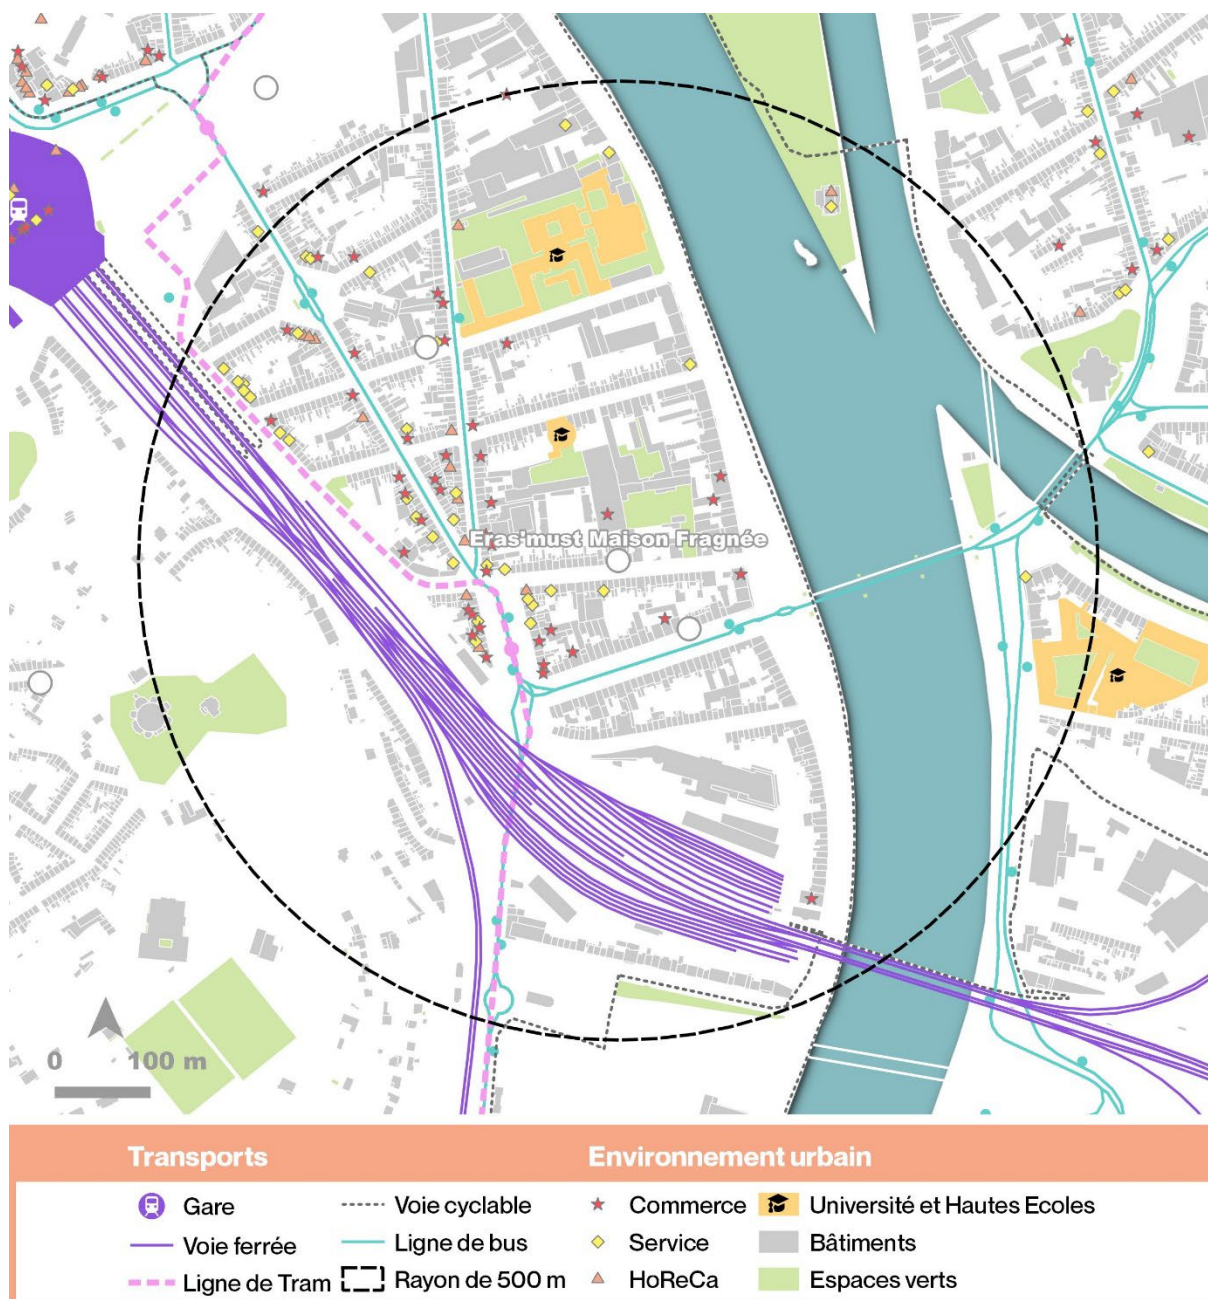 Eras'must Maison Fragnée
0 100 m
Transports Environnement urbain
Gare Voie cyclable Commerce Université et Hautes Ecoles
Voie ferrée Ligne de bus Service Bâtiments
Ligne de Tram Rayon de 500 m HoReCa Espaces verts